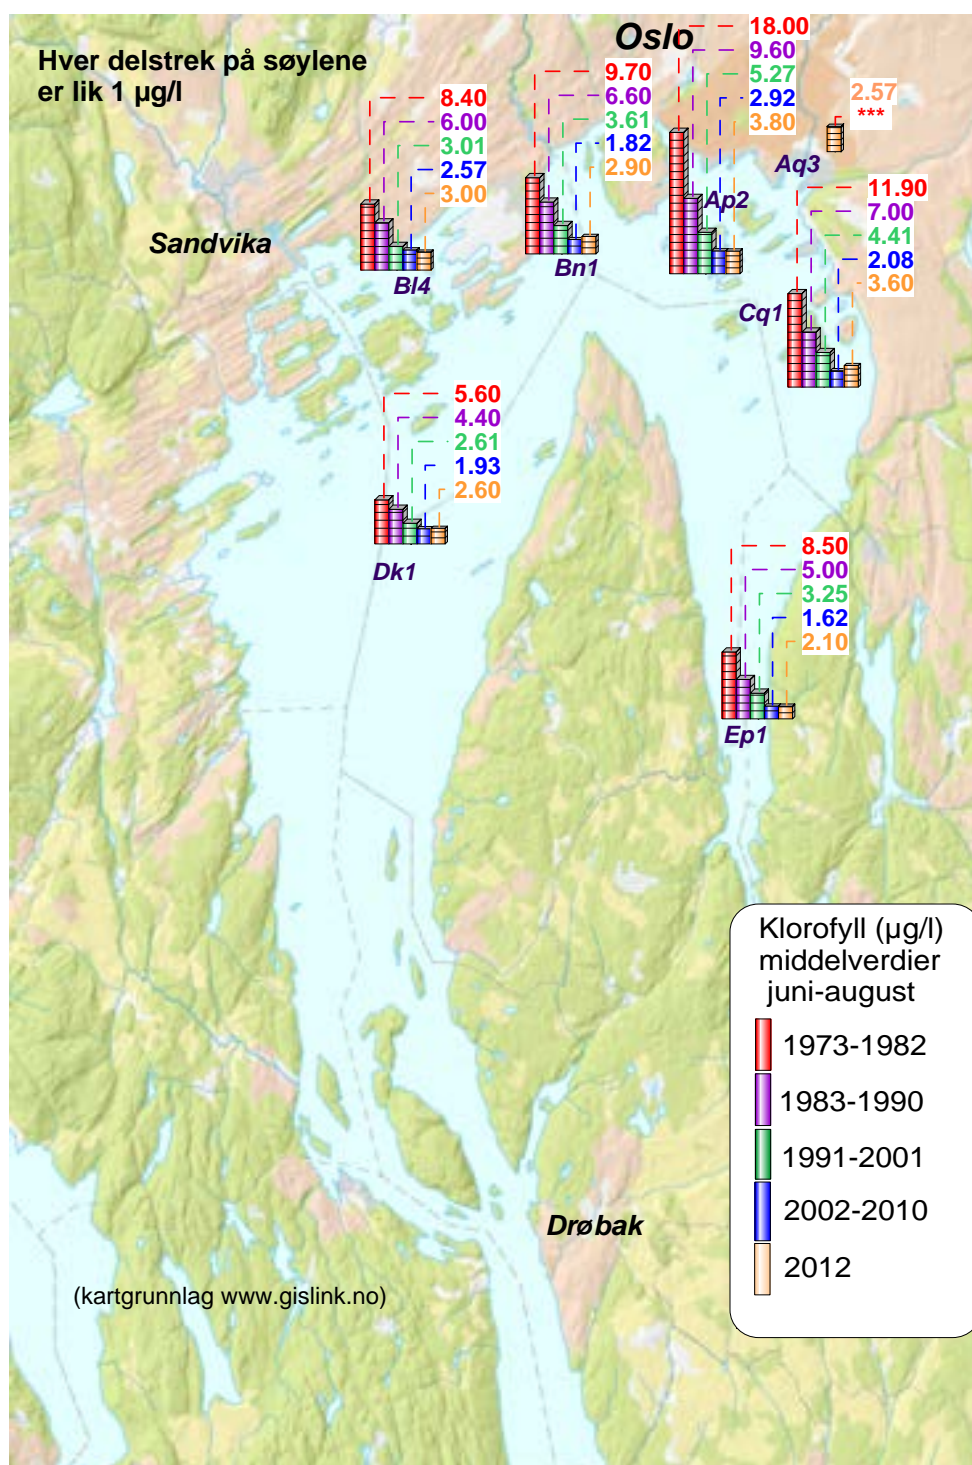 Hver delstrek på søylene
er lik 1 µg/l
Oslo
18.00
9.60
5.27
2.92
3.80
Ap2
9.70
6.60
3.61
1.82
2.90
Bn1
8.40
6.00
3.01
2.57
3.00
Bl4
Sandvika
2.57
***
Aq3
11.90
7.00
4.41
2.08
3.60
Cq1
5.60
4.40
2.61
1.93
2.60
Dk1
8.50
5.00
3.25
1.62
2.10
Ep1
Klorofyll (µg/l)
middelverdier
juni-august
1973-1982
1983-1990
1991-2001
2002-2010
2012
Drøbak
(kartgrunnlag www.gislink.no)